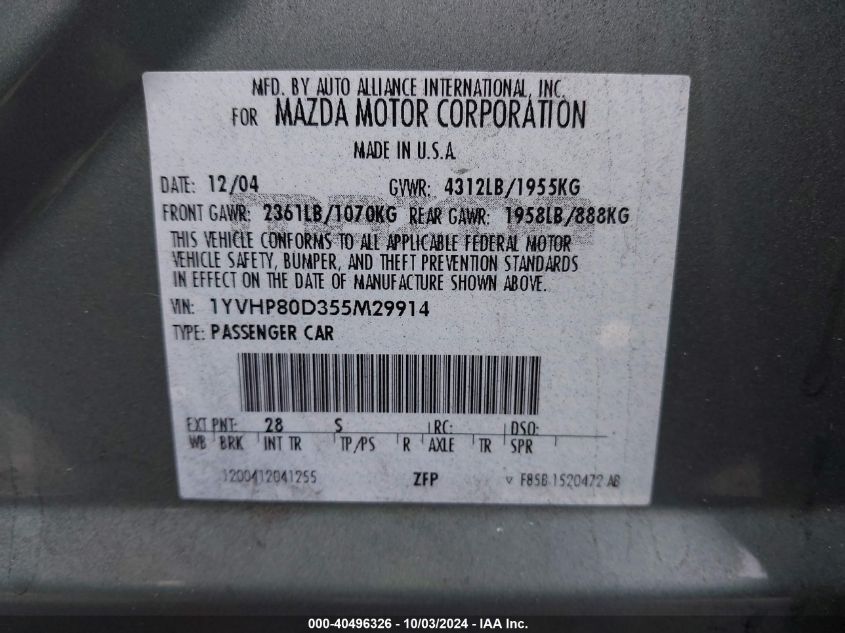 MFD. BY AUTO ALLIANCE INTERNATIONAL, INC.
FOR MAZDA MOTOR CORPORATION
MADE IN U.S.A.
DATE: 12/04 GVWR: 4312LB/1955KG
FRONT GAWR: 2361LB/1070KG REAR GAWR: 1958LB/888KG
THIS VEHICLE CONFORMS TO ALL APPLICABLE FEDERAL MOTOR
VEHICLE SAFETY, BUMPER, AND THEFT PREVENTION STANDARDS
IN EFFECT ON THE DATE OF MANUFACTURE SHOWN ABOVE.
VIN: 1YVHP80D355M29914
TYPE: PASSENGER CAR
EXT PNT: 28 S RC: DSO:
WB BRK INT TR TP/PS R AXLE TR SPR
1200412041255 ZFP F85B 1520472 AB
000-40496326 - 10/03/2024 - IAA Inc.